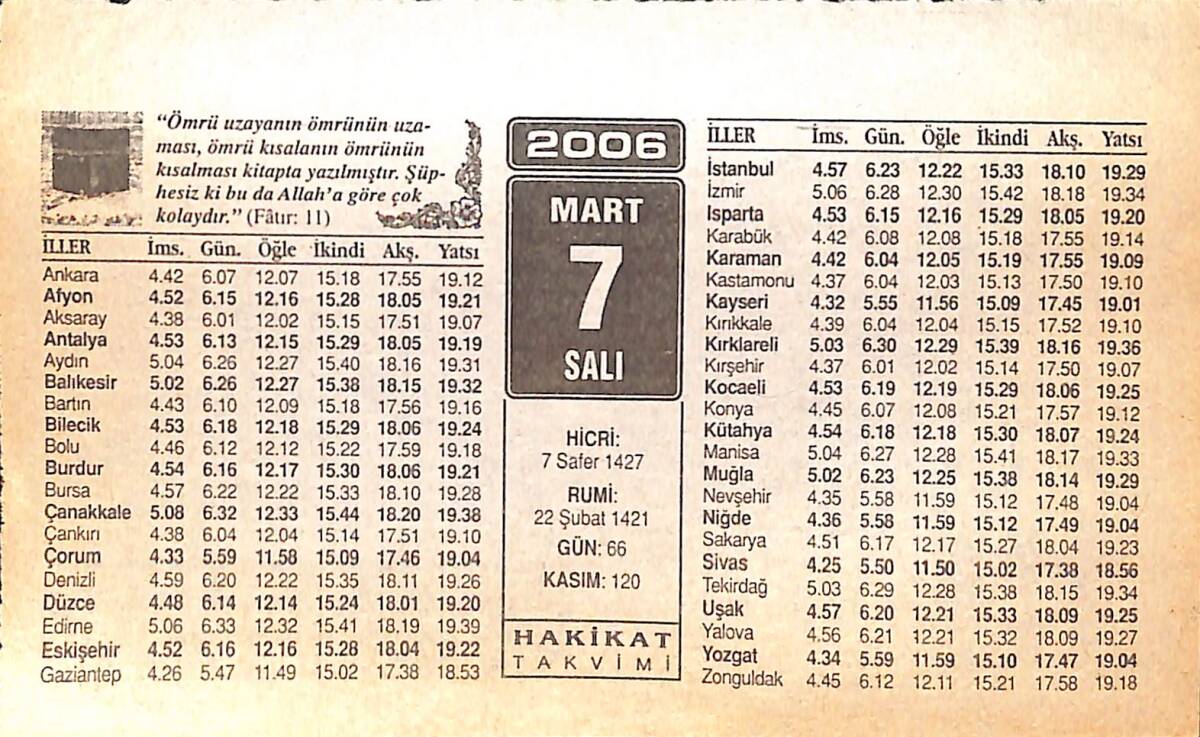 “Ömrü uzayanın ömrünün uza-
ması, ömrü kısalanın ömrünün
kısalması kitapta yazılmıştır. Şüp-
hesiz ki bu da Allah’a göre çok
kolaydır.” (Fâtır: 11)
İLLER İms. Gün. Öğle İkindi Akş. Yatsı
Ankara 4.42 6.07 12.07 15.18 17.55 19.12
Afyon 4.52 6.15 12.16 15.28 18.05 19.21
Aksaray 4.38 6.01 12.02 15.15 17.51 19.07
Antalya 4.53 6.13 12.15 15.29 18.05 19.19
Aydın 5.04 6.26 12.27 15.40 18.16 19.31
Balıkesir 5.02 6.26 12.27 15.38 18.15 19.32
Bartın 4.43 6.10 12.09 15.18 17.56 19.16
Bilecik 4.53 6.18 12.18 15.29 18.06 19.24
Bolu 4.46 6.12 12.12 15.22 17.59 19.18
Burdur 4.54 6.16 12.17 15.30 18.06 19.21
Bursa 4.57 6.22 12.22 15.33 18.10 19.28
Çanakkale 5.08 6.32 12.33 15.44 18.20 19.38
Çankırı 4.38 6.04 12.04 15.14 17.51 19.10
Çorum 4.33 5.59 11.58 15.09 17.46 19.04
Denizli 4.59 6.20 12.22 15.35 18.11 19.26
Düzce 4.48 6.14 12.14 15.24 18.01 19.20
Edirne 5.06 6.33 12.32 15.41 18.19 19.39
Eskişehir 4.52 6.16 12.16 15.28 18.04 19.22
Gaziantep 4.26 5.47 11.49 15.02 17.38 18.53
2006
MART
7
SALI
HİCRİ:
7 Safer 1427
RUMİ:
22 Şubat 1421
GÜN: 66
KASIM: 120
HAKİKAT
TAKVİMİ
İLLER İms. Gün. Öğle İkindi Akş. Yatsı
İstanbul 4.57 6.23 12.22 15.33 18.10 19.29
İzmir 5.06 6.28 12.30 15.42 18.18 19.34
Isparta 4.53 6.15 12.16 15.29 18.05 19.20
Karabük 4.42 6.08 12.08 15.18 17.55 19.14
Karaman 4.42 6.04 12.05 15.19 17.55 19.09
Kastamonu 4.37 6.04 12.03 15.13 17.50 19.10
Kayseri 4.32 5.55 11.56 15.09 17.45 19.01
Kırıkkale 4.39 6.04 12.04 15.15 17.52 19.10
Kırklareli 5.03 6.30 12.29 15.39 18.16 19.36
Kırşehir 4.37 6.01 12.02 15.14 17.50 19.07
Kocaeli 4.53 6.19 12.19 15.29 18.06 19.25
Konya 4.45 6.07 12.08 15.21 17.57 19.12
Kütahya 4.54 6.18 12.18 15.30 18.07 19.24
Manisa 5.04 6.27 12.28 15.41 18.17 19.33
Muğla 5.02 6.23 12.25 15.38 18.14 19.29
Nevşehir 4.35 5.58 11.59 15.12 17.48 19.04
Niğde 4.36 5.58 11.59 15.12 17.49 19.04
Sakarya 4.51 6.17 12.17 15.27 18.04 19.23
Sivas 4.25 5.50 11.50 15.02 17.38 18.56
Tekirdağ 5.03 6.29 12.28 15.38 18.15 19.34
Uşak 4.57 6.20 12.21 15.33 18.09 19.25
Yalova 4.56 6.21 12.21 15.32 18.09 19.27
Yozgat 4.34 5.59 11.59 15.10 17.47 19.04
Zonguldak 4.45 6.12 12.11 15.21 17.58 19.18